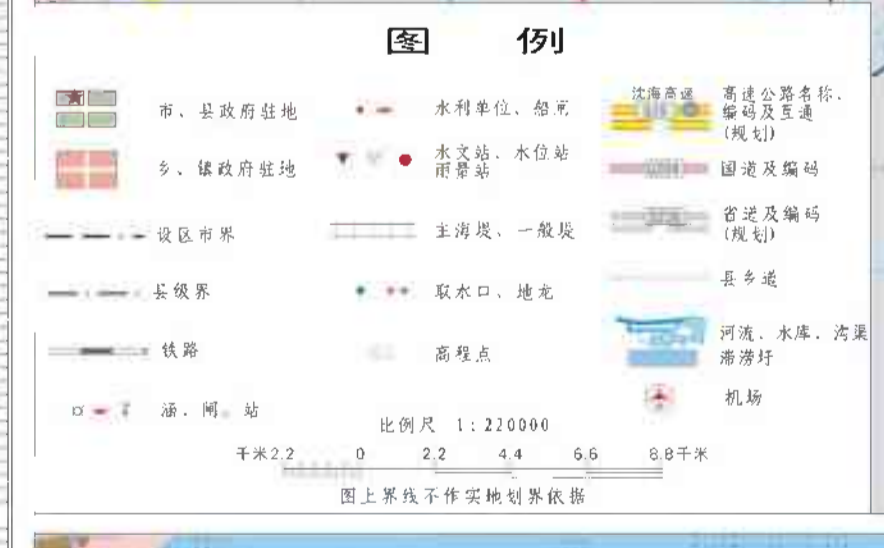 图 例
市、县政府驻地
乡、镇政府驻地
设区市界
县级界
铁路
涵、闸、站
水利单位、船闸
水文站、水位站
雨量站
主海堤、一般堤
取水口、地龙
高程点
沈海高速
高速公路名称、
编码及互通
(规划)
国道及编码
省道及编码
(规划)
县乡道
河流、水库、沟渠
滞涝圩
机场
比例尺 1:220000
千米2.2 0 2.2 4.4 6.6 8.8千米
图上界线不作实地划界依据